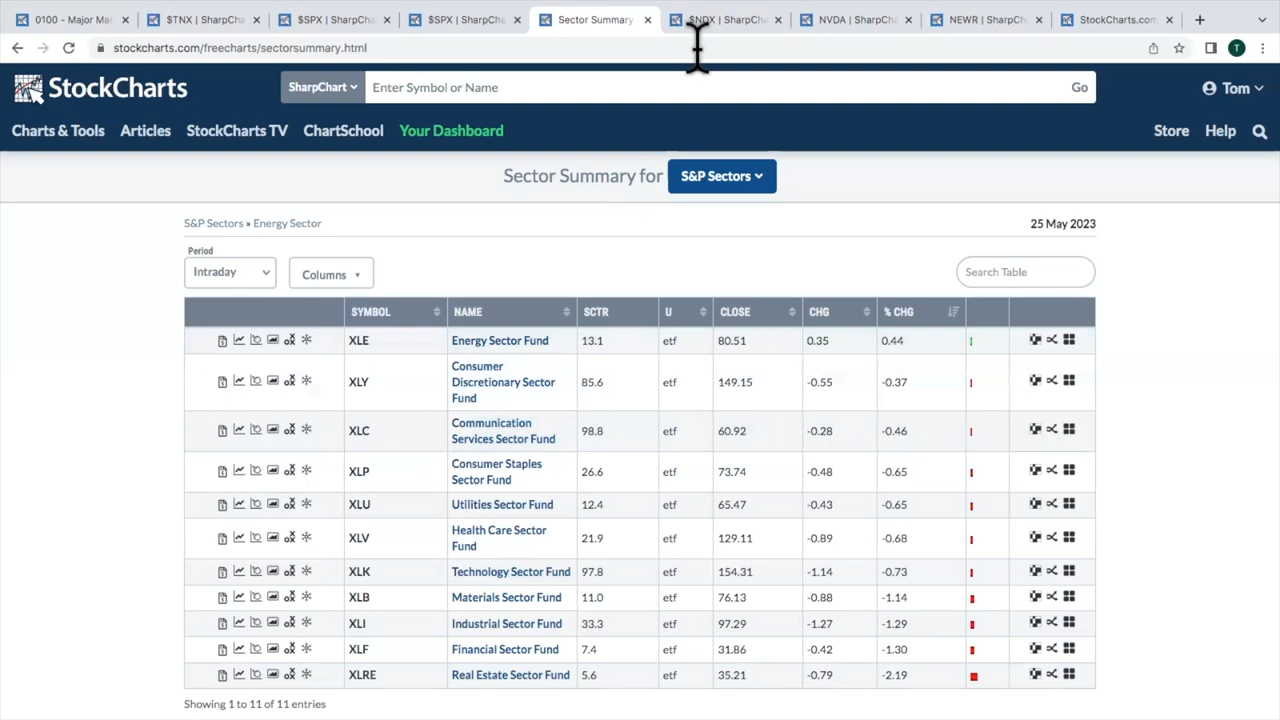 0100 - Major Mar
$TNX | SharpCha
$SPX | SharpCha
$SPX | SharpCha
Sector Summary
$NDX | SharpCh
NVDA | SharpCha
NEWR | SharpCh
StockCharts.com
stockcharts.com/freecharts/sectorsummary.html
T
StockCharts
SharpChart
Enter Symbol or Name
Go
Tom
Charts & Tools
Articles
StockCharts TV
ChartSchool
Your Dashboard
Store
Help
Sector Summary for
S&P Sectors
S&P Sectors » Energy Sector
25 May 2023
Period
Intraday
Columns
Search Table
SYMBOL NAME SCTR U CLOSE CHG % CHG
XLE Energy Sector Fund 13.1 etf 80.51 0.35 0.44
Consumer
XLY Discretionary Sector 85.6 etf 149.15 -0.55 -0.37
Fund
Communication
XLC Services Sector Fund 98.8 etf 60.92 -0.28 -0.46
Consumer Staples
XLP Sector Fund 26.6 etf 73.74 -0.48 -0.65
XLU Utilities Sector Fund 12.4 etf 65.47 -0.43 -0.65
Health Care Sector
XLV Fund 21.9 etf 129.11 -0.89 -0.68
XLK Technology Sector Fund 97.8 etf 154.31 -1.14 -0.73
XLB Materials Sector Fund 11.0 etf 76.13 -0.88 -1.14
XLI Industrial Sector Fund 33.3 etf 97.29 -1.27 -1.29
XLF Financial Sector Fund 7.4 etf 31.86 -0.42 -1.30
XLRE Real Estate Sector Fund 5.6 etf 35.21 -0.79 -2.19
Showing 1 to 11 of 11 entries